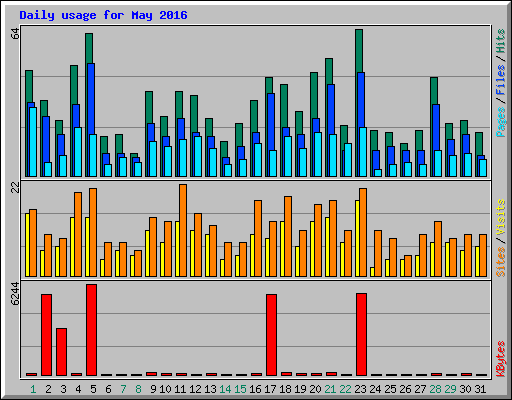 Daily usage for May 2016
64
22
6244
Pages / Files / Hits
Sites / Visits
KBytes
1 2 3 4 5 6 7 8 9 10 11 12 13 14 15 16 17 18 19 20 21 22 23 24 25 26 27 28 29 30 31